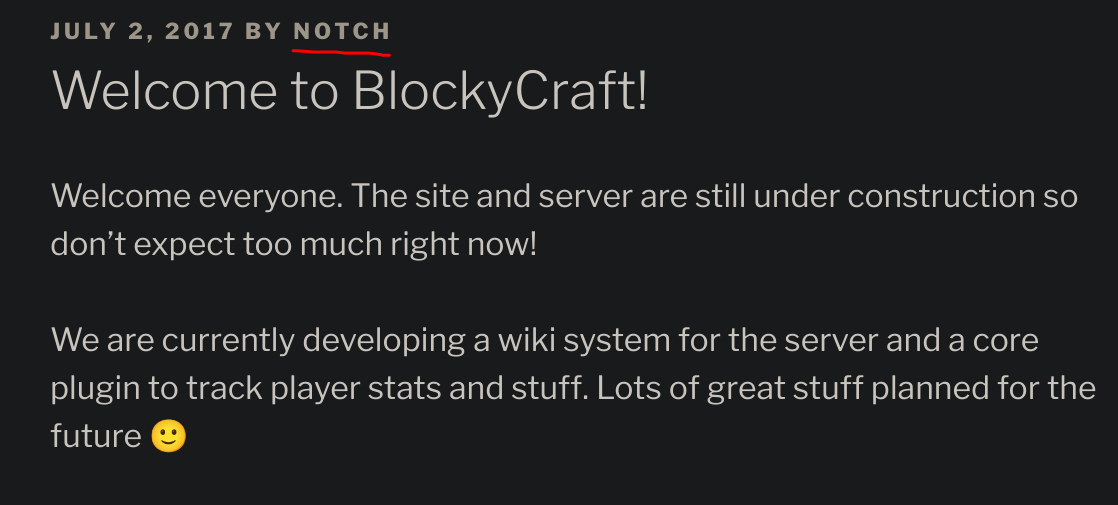 JULY 2, 2017 BY NOTCH
Welcome to BlockyCraft!
Welcome everyone. The site and server are still under construction so
don’t expect too much right now!
We are currently developing a wiki system for the server and a core
plugin to track player stats and stuff. Lots of great stuff planned for the
future 🙂